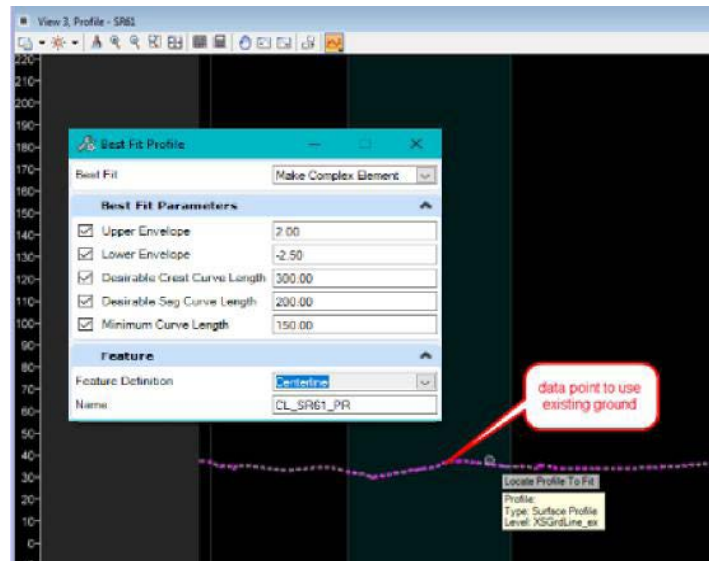 View 3, Profile - SR61
220
210
200
190
180
170
160
150
140
130
120
110
100
90
80
70
60
50
40
30
20
10
0
Best Fit Profile
Best Fit
Make Complex Element
Best Fit Parameters
Upper Envelope
2.00
Lower Envelope
-2.50
Desirable Crest Curve Length
300.00
Desirable Sag Curve Length
200.00
Minimum Curve Length
150.00
Feature
Feature Definition
Centerline
Name
CL_SR61_PR
data point to use
existing ground
Locate Profile To Fit
Profile:
Type: Surface Profile
Level: XSGrdLine_ex